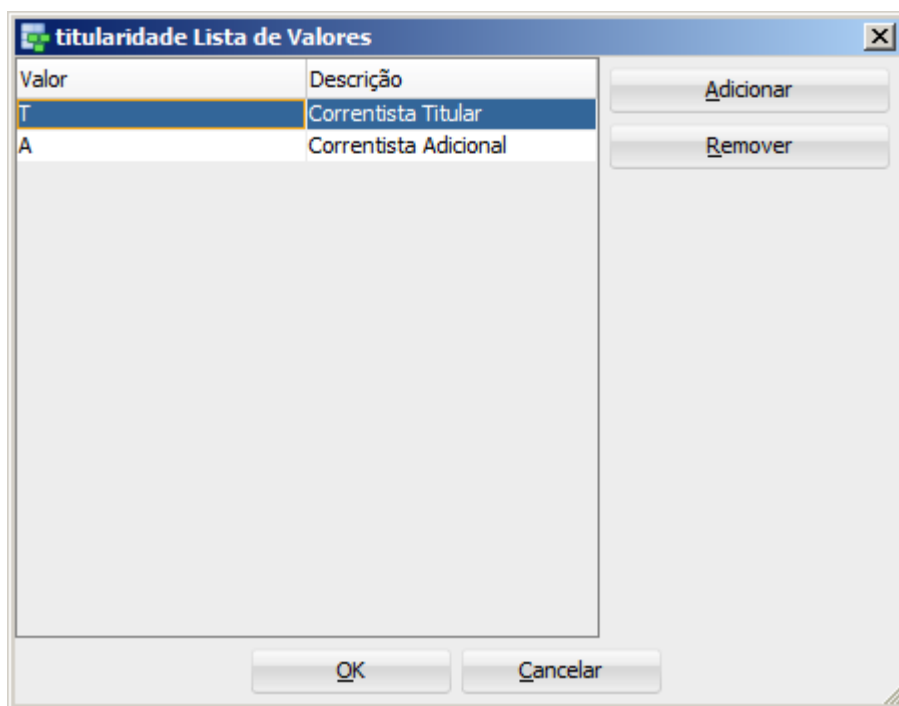 titularidade Lista de Valores
Valor Descrição
T Correntista Titular
A Correntista Adicional
Adicionar
Remover
OK Cancelar